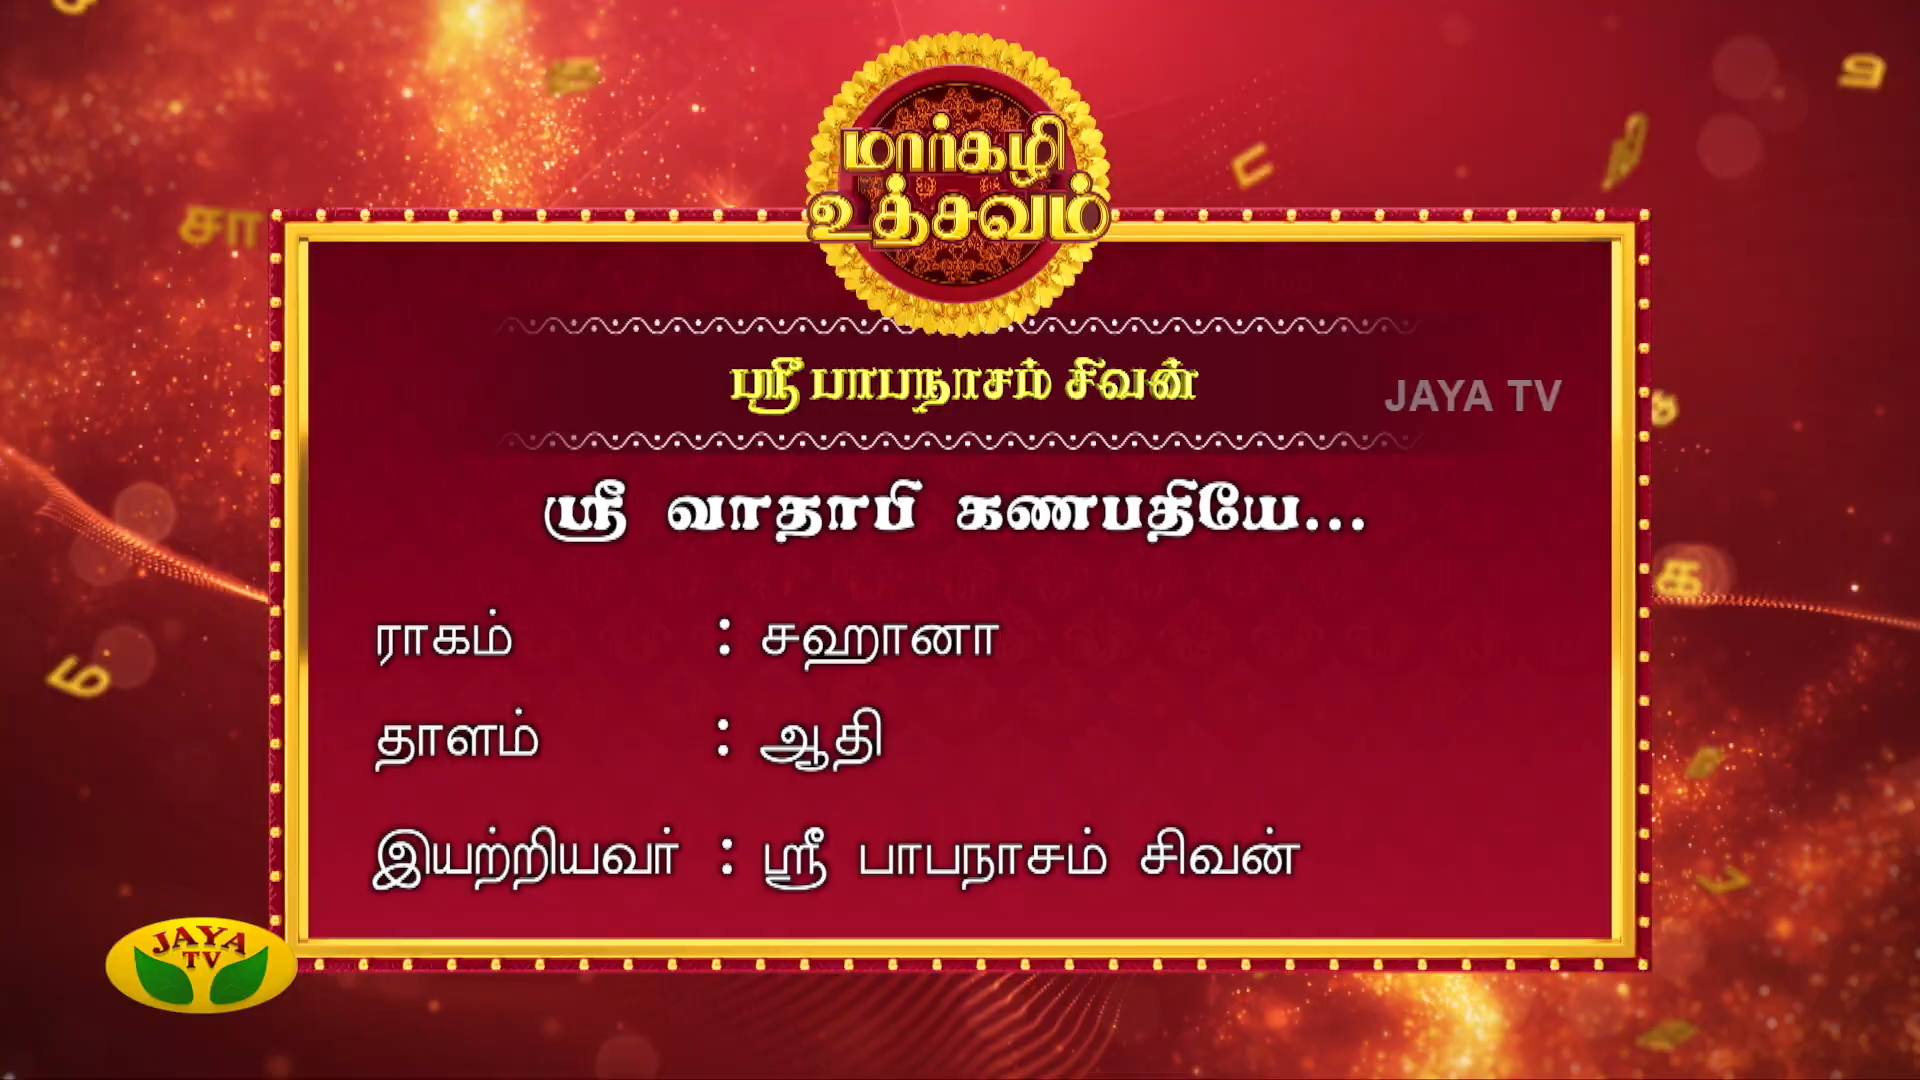 மார்கழி
உத்சவம்
ஸ்ரீ பாபநாசம் சிவன்
JAYA TV
ஸ்ரீ வாதாபி கணபதியே...
ராகம் : சஹானா
தாளம் : ஆதி
இயற்றியவர் : ஸ்ரீ பாபநாசம் சிவன்
JAYA
TV
சா
க
ம